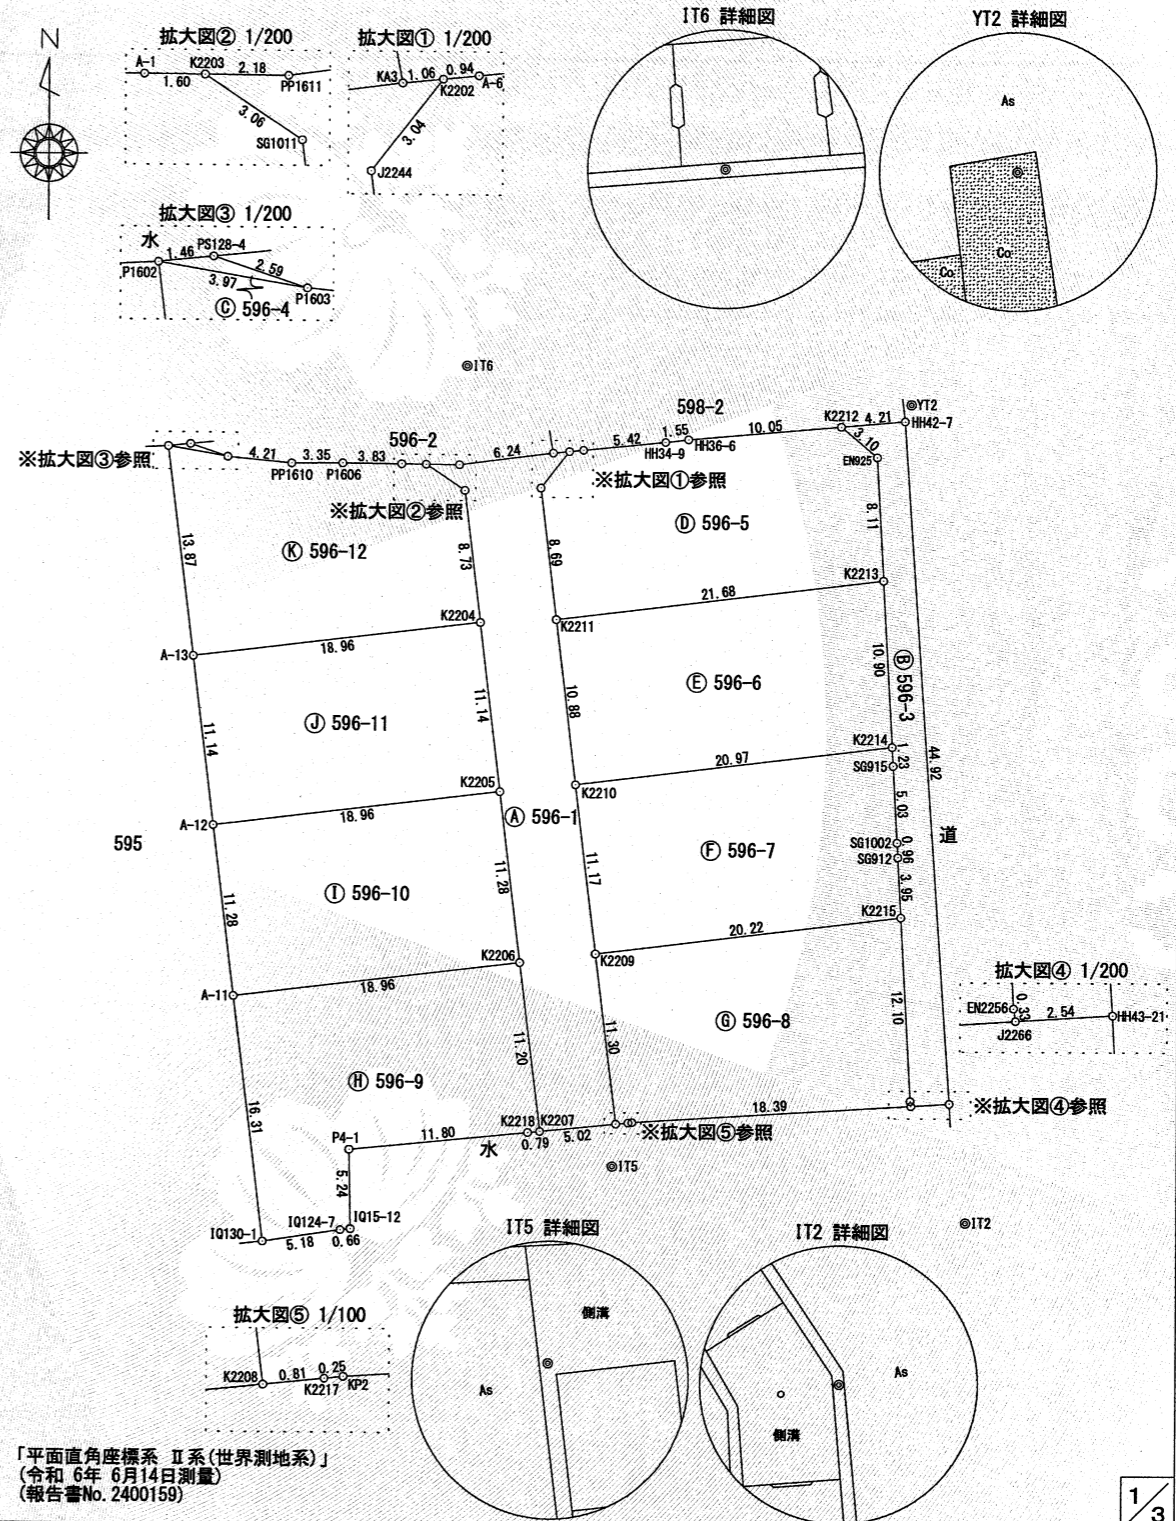 N
拡大図② 1/200
A-1
K2203
1.60
2.18
PP1611
3.06
SG1011
拡大図① 1/200
KA3
1.06
0.94
K2202
A-6
3.04
J2244
IT6 詳細図
YT2 詳細図
As
Co
Co
拡大図③ 1/200
水
PS128-4
1.46
P1602
2.59
3.97
P1603
Ⓒ 596-4
IT6
598-2
YT2
K2212
4.21
HH42-7
3.10
EN925
10.05
1.55
HH36-6
HH34-9
5.42
596-2
6.24
※拡大図③参照
4.21
3.35
3.83
PP1610
P1606
※拡大図②参照
※拡大図①参照
Ⓓ 596-5
8.11
13.87
Ⓚ 596-12
8.73
8.69
K2213
21.68
K2204
K2211
A-13
18.96
10.90
Ⓑ 596-3
Ⓔ 596-6
10.88
11.14
Ⓙ 596-11
11.14
K2214
1.23
44.92
20.97
SG915
K2205
K2210
5.03
18.96
A-12
Ⓐ 596-1
595
道
SG1002
0.96
SG912
Ⓕ 596-7
3.95
11.17
11.28
Ⓘ 596-10
11.28
K2215
20.22
K2206
K2209
18.96
A-11
拡大図④ 1/200
EN2256
0.33
2.54
HH43-21
J2266
12.10
Ⓖ 596-8
11.30
11.20
Ⓗ 596-9
16.31
18.39
※拡大図④参照
K2218
K2207
P4-1
11.80
0.79
5.02
※拡大図⑤参照
水
IT5
5.24
IQ124-7
IQ15-12
IQ130-1
5.18
0.66
IT5 詳細図
IT2 詳細図
IT2
側溝
As
As
側溝
拡大図⑤ 1/100
K2208
0.81
0.25
K2217
KP2
「平面直角座標系 Ⅱ系(世界測地系)」
(令和 6年 6月14日測量)
(報告書No.2400159)
1/3